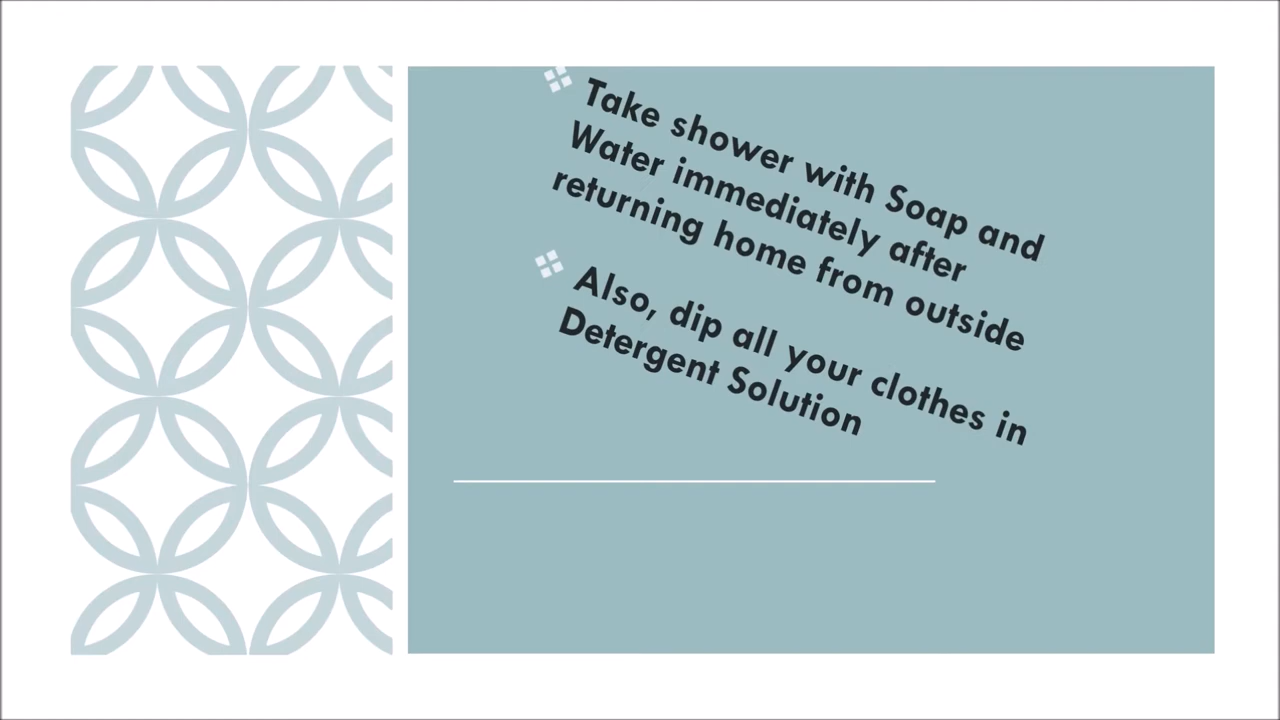 Take shower with Soap and
Water immediately after
returning home from outside
Also, dip all your clothes in
Detergent Solution